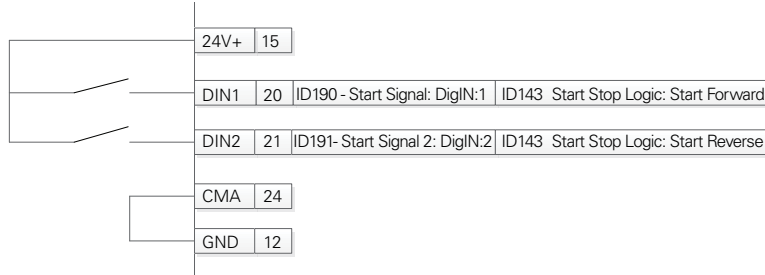 24V+ 15
DIN1 20 ID190 - Start Signal: DigIN:1 ID143 Start Stop Logic: Start Forward
DIN2 21 ID191- Start Signal 2: DigIN:2 ID143 Start Stop Logic: Start Reverse
CMA 24
GND 12